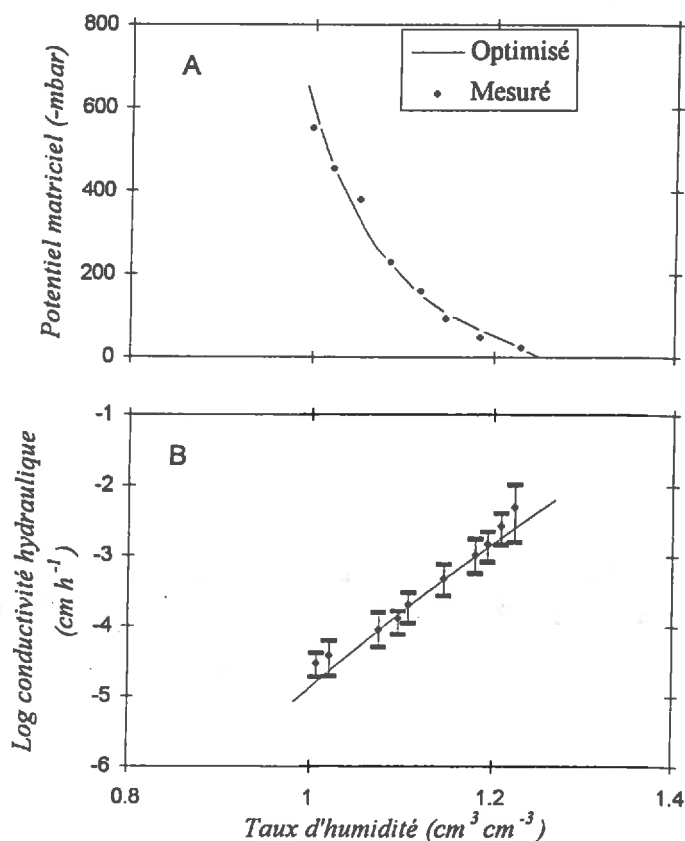 800
600
400
200
0
Potentiel matriciel (-mbar)
A
Optimisé
Mesuré
-1
-2
-3
-4
-5
-6
Log conductivité hydraulique
(cm h⁻¹)
B
0.8
1
1.2
1.4
Taux d'humidité (cm³ cm⁻³)